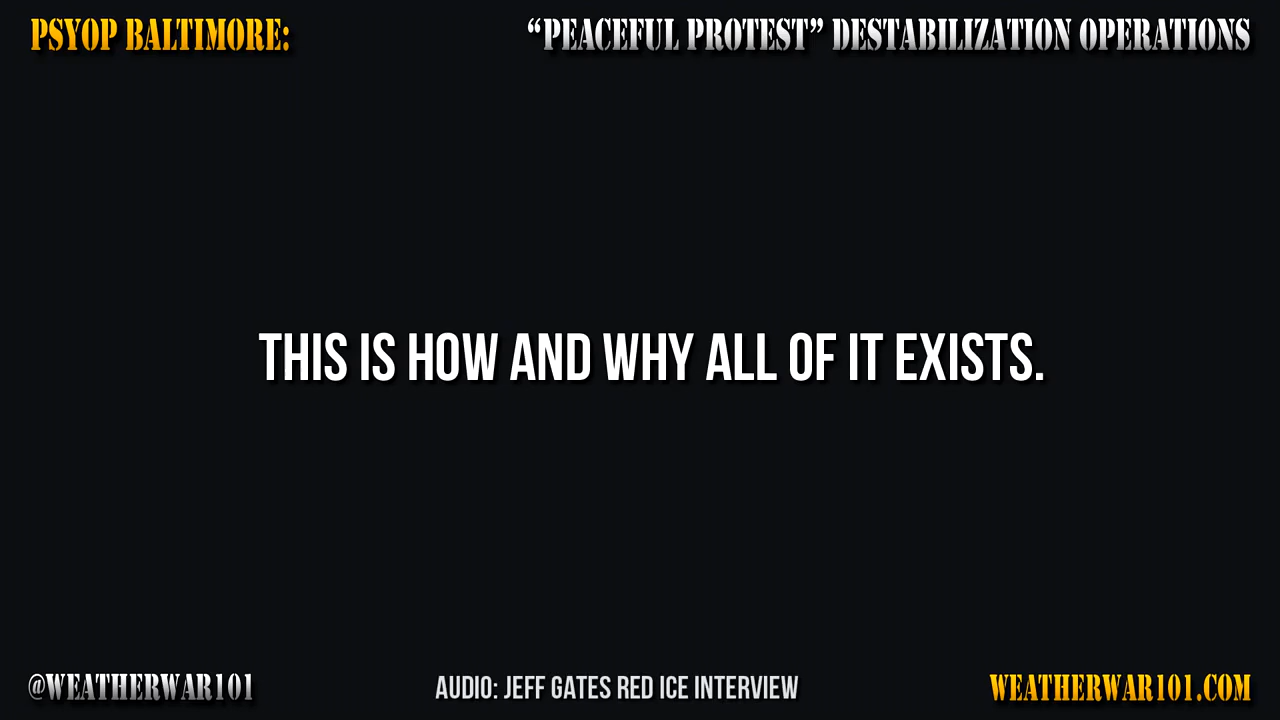 PSYOP BALTIMORE:
“PEACEFUL PROTEST” DESTABILIZATION OPERATIONS
THIS IS HOW AND WHY ALL OF IT EXISTS.
@WEATHERWAR101
AUDIO: JEFF GATES RED ICE INTERVIEW
WEATHERWAR101.COM